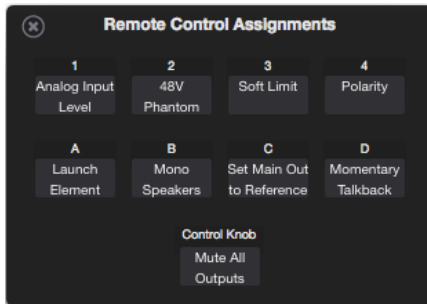 Remote Control Assignments
1 2 3 4
Analog Input 48V Soft Limit Polarity
Level Phantom
A B C D
Launch Mono Set Main Out Momentary
Element Speakers to Reference Talkback
Control Knob
Mute All
Outputs